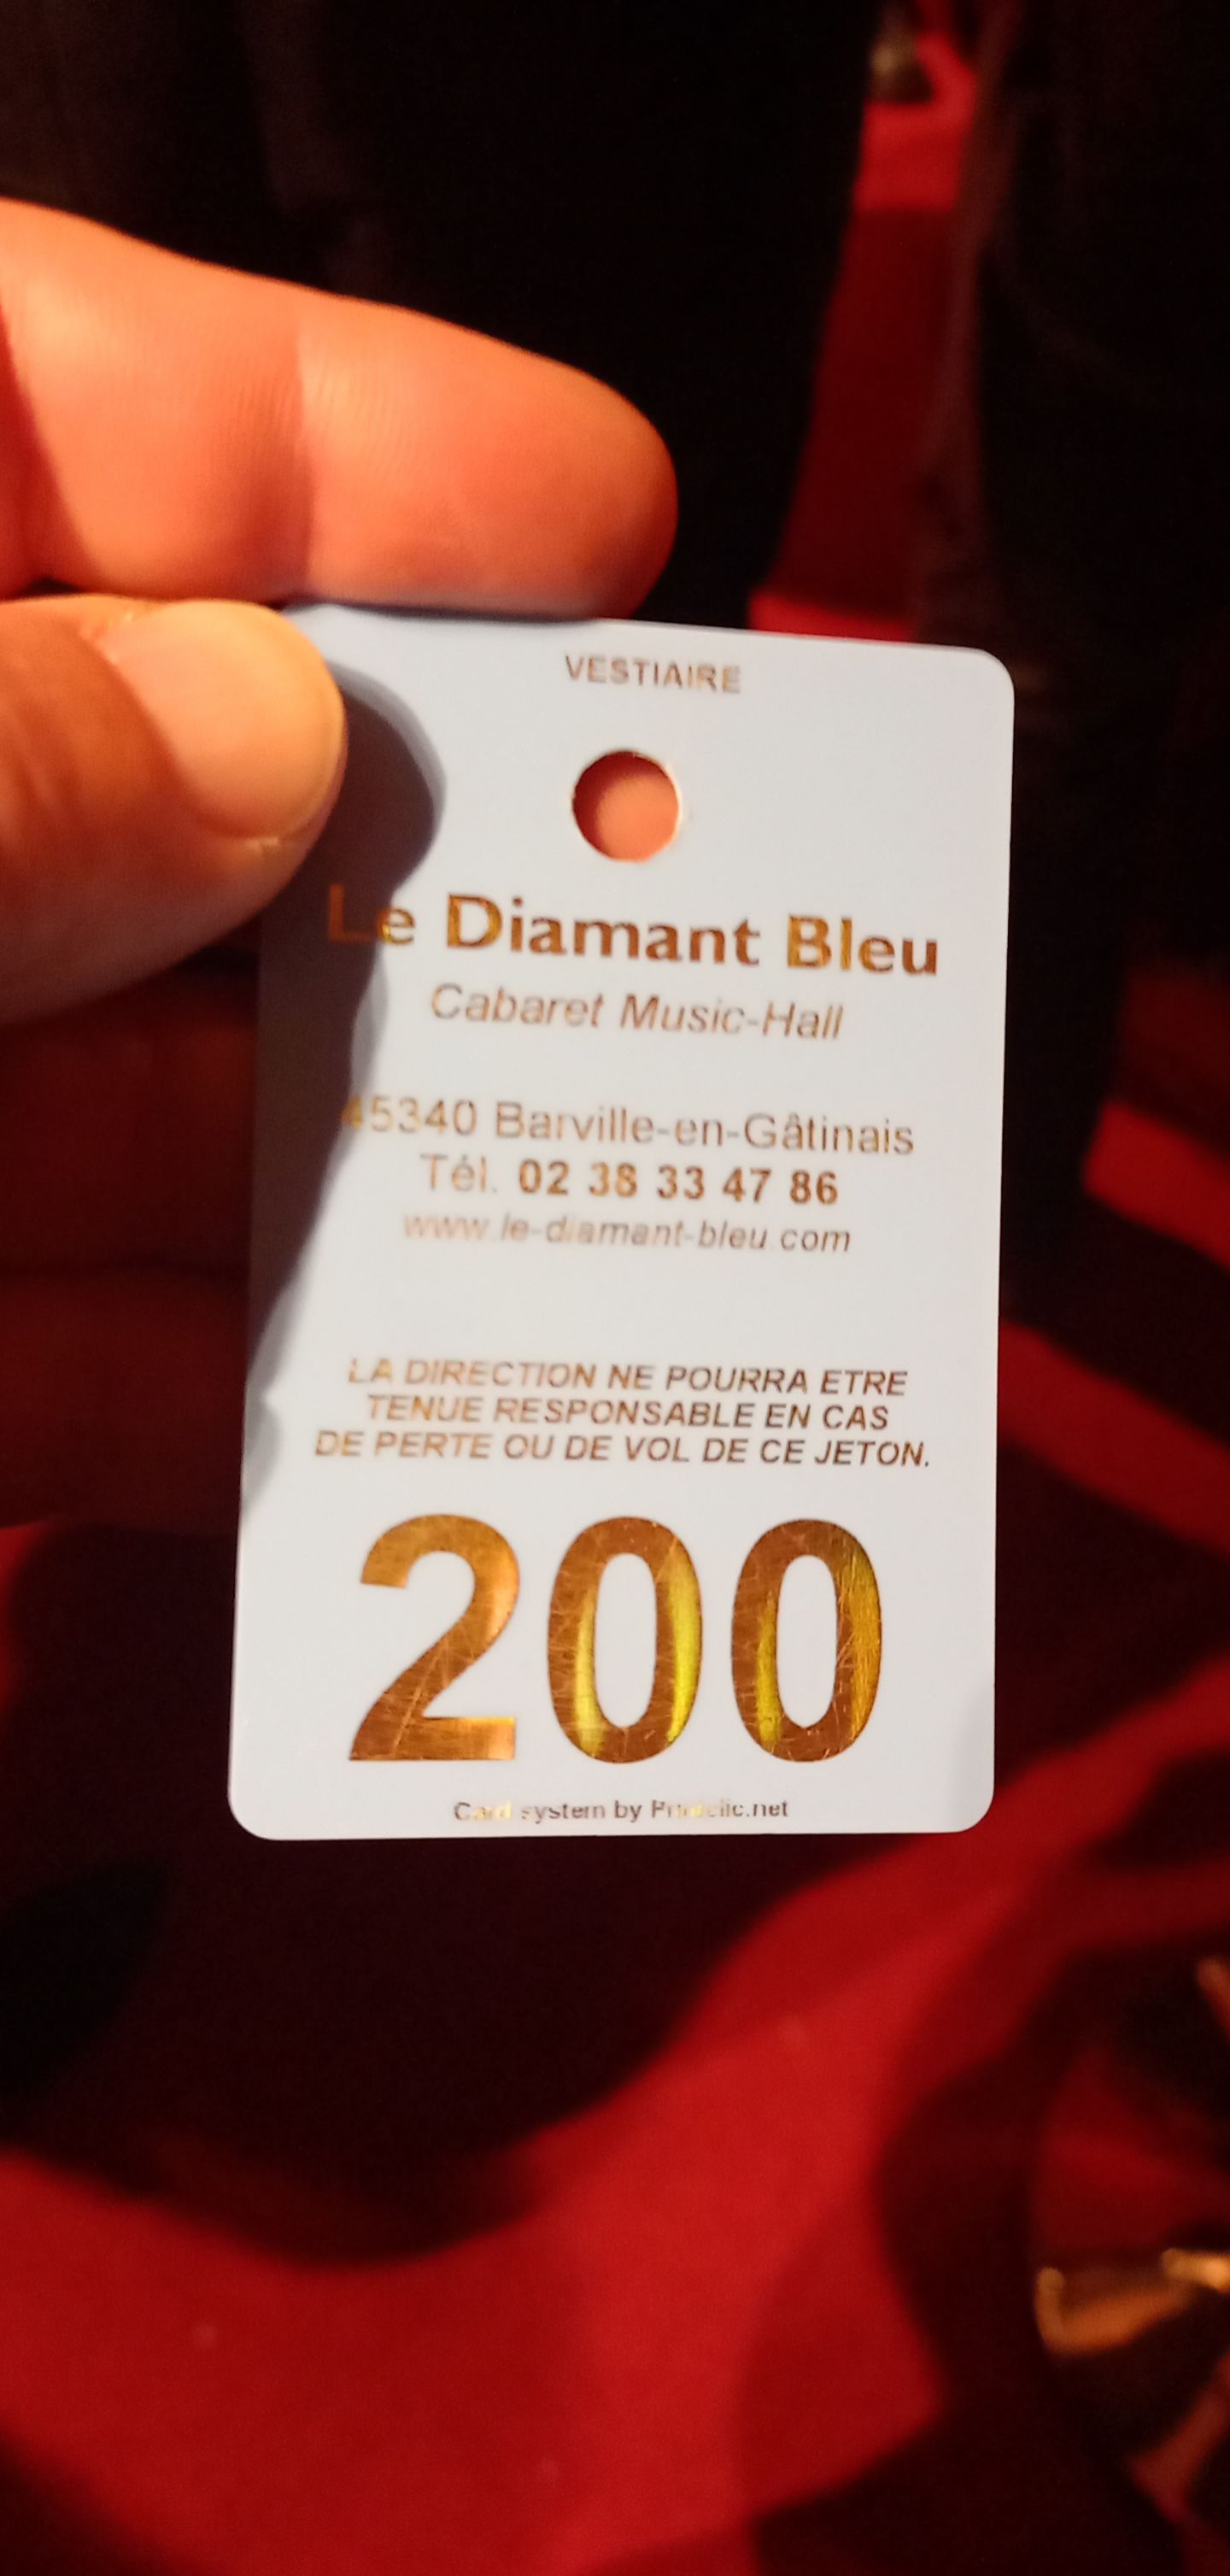 VESTIAIRE
Le Diamant Bleu
Cabaret Music-Hall
45340 Barville-en-Gâtinais
Tél. 02 38 33 47 86
www.le-diamant-bleu.com
LA DIRECTION NE POURRA ETRE
TENUE RESPONSABLE EN CAS
DE PERTE OU DE VOL DE CE JETON.
200
Card system by